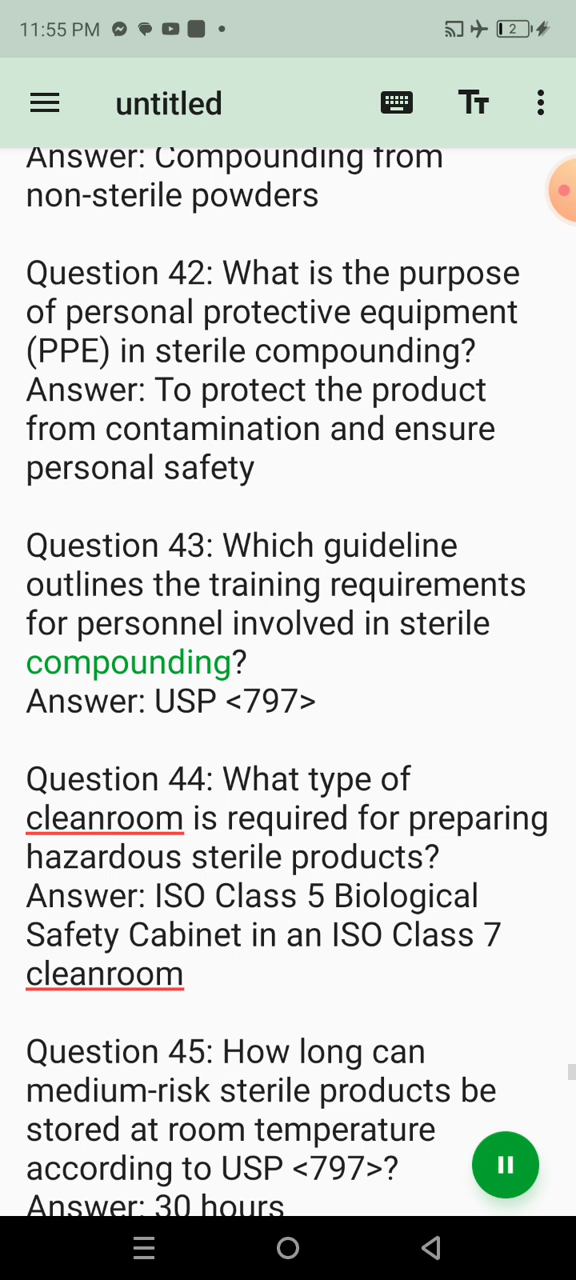 11:55 PM
2
untitled
Answer: Compounding from
non-sterile powders
Question 42: What is the purpose
of personal protective equipment
(PPE) in sterile compounding?
Answer: To protect the product
from contamination and ensure
personal safety
Question 43: Which guideline
outlines the training requirements
for personnel involved in sterile
compounding?
Answer: USP <797>
Question 44: What type of
cleanroom is required for preparing
hazardous sterile products?
Answer: ISO Class 5 Biological
Safety Cabinet in an ISO Class 7
cleanroom
Question 45: How long can
medium-risk sterile products be
stored at room temperature
according to USP <797>?
Answer: 30 hours